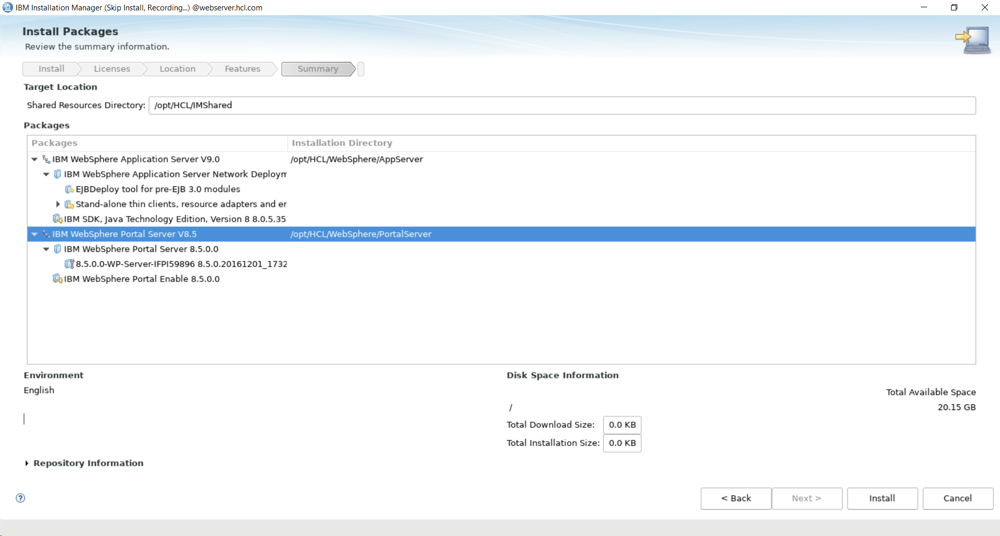 IBM Installation Manager (Skip Install, Recording...) @webserver.hcl.com
Install Packages
Review the summary information.
Install Licenses Location Features Summary
Target Location
Shared Resources Directory: /opt/HCL/IMShared
Packages
Packages Installation Directory
IBM WebSphere Application Server V9.0 /opt/HCL/WebSphere/AppServer
IBM WebSphere Application Server Network Deploym
EJBDeploy tool for pre-EJB 3.0 modules
Stand-alone thin clients, resource adapters and er
IBM SDK, Java Technology Edition, Version 8 8.0.5.35
IBM WebSphere Portal Server V8.5 /opt/HCL/WebSphere/PortalServer
IBM WebSphere Portal Server 8.5.0.0
8.5.0.0-WP-Server-IFPI59896 8.5.0.20161201_1732
IBM WebSphere Portal Enable 8.5.0.0
Environment
English
Disk Space Information
Total Available Space
/ 20.15 GB
Total Download Size: 0.0 KB
Total Installation Size: 0.0 KB
Repository Information
? < Back Next > Install Cancel